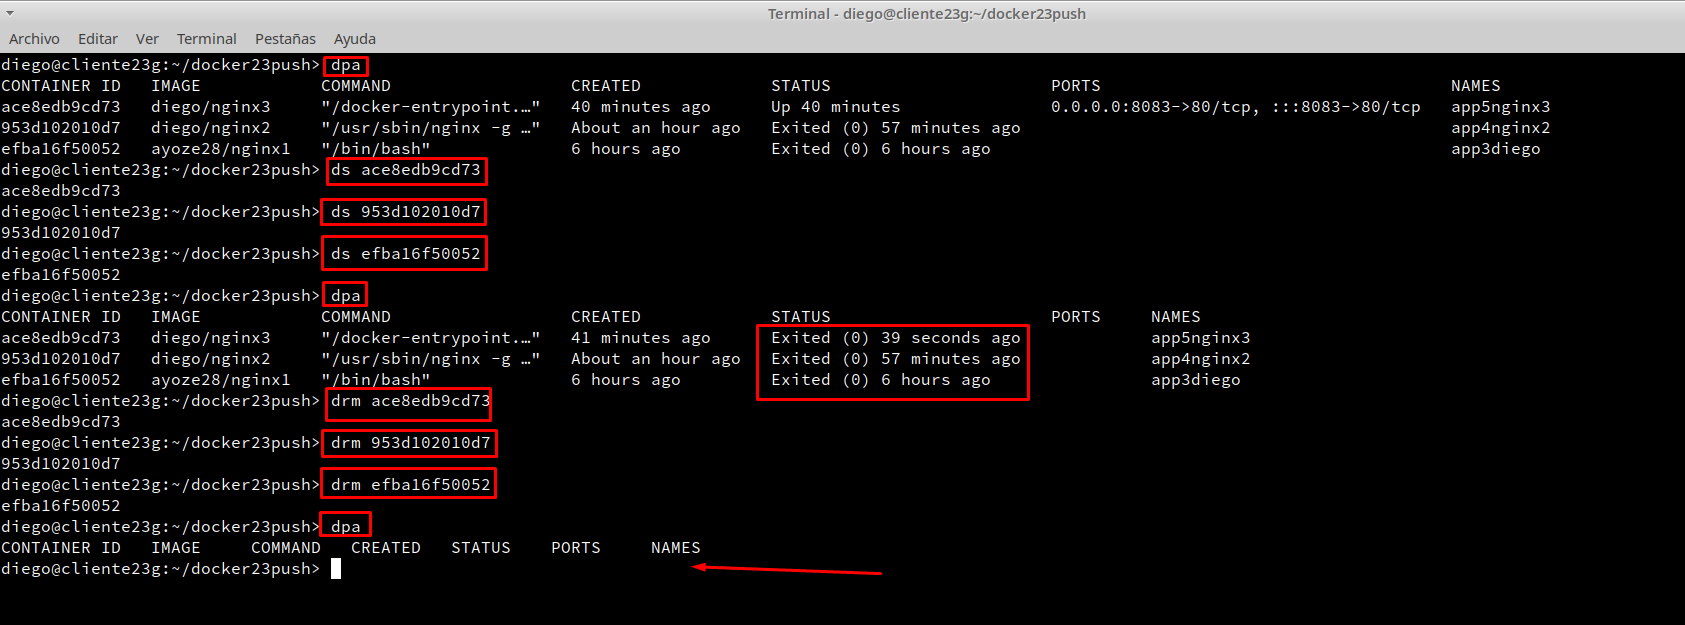 Terminal - diego@cliente23g:~/docker23push
Archivo Editar Ver Terminal Pestañas Ayuda
diego@cliente23g:~/docker23push> dpa
CONTAINER ID   IMAGE             COMMAND                  CREATED             STATUS                      PORTS                                   NAMES
ace8edb9cd73   diego/nginx3      "/docker-entrypoint.…"   40 minutes ago      Up 40 minutes               0.0.0.0:8083->80/tcp, :::8083->80/tcp   app5nginx3
953d102010d7   diego/nginx2      "/usr/sbin/nginx -g …"   About an hour ago   Exited (0) 57 minutes ago                                           app4nginx2
efba16f50052   ayoze28/nginx1    "/bin/bash"              6 hours ago         Exited (0) 6 hours ago                                              app3diego
diego@cliente23g:~/docker23push> ds ace8edb9cd73
ace8edb9cd73
diego@cliente23g:~/docker23push> ds 953d102010d7
953d102010d7
diego@cliente23g:~/docker23push> ds efba16f50052
efba16f50052
diego@cliente23g:~/docker23push> dpa
CONTAINER ID   IMAGE             COMMAND                  CREATED             STATUS                      PORTS     NAMES
ace8edb9cd73   diego/nginx3      "/docker-entrypoint.…"   41 minutes ago      Exited (0) 39 seconds ago             app5nginx3
953d102010d7   diego/nginx2      "/usr/sbin/nginx -g …"   About an hour ago   Exited (0) 57 minutes ago             app4nginx2
efba16f50052   ayoze28/nginx1    "/bin/bash"              6 hours ago         Exited (0) 6 hours ago                app3diego
diego@cliente23g:~/docker23push> drm ace8edb9cd73
ace8edb9cd73
diego@cliente23g:~/docker23push> drm 953d102010d7
953d102010d7
diego@cliente23g:~/docker23push> drm efba16f50052
efba16f50052
diego@cliente23g:~/docker23push> dpa
CONTAINER ID   IMAGE     COMMAND   CREATED   STATUS    PORTS     NAMES
diego@cliente23g:~/docker23push>